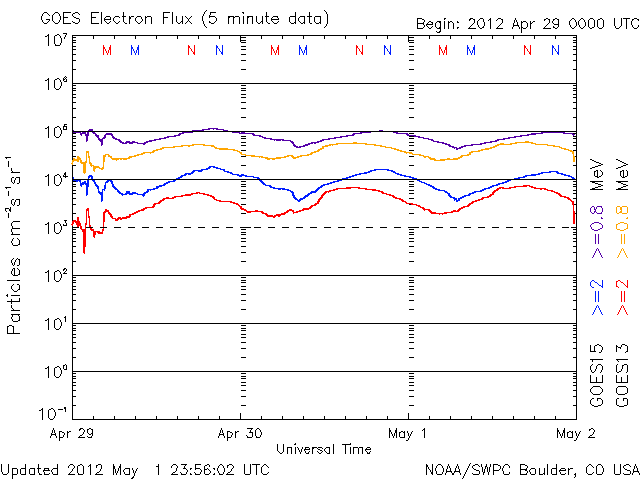 GOES Electron Flux (5 minute data)
Begin: 2012 Apr 29 0000 UTC
M M N N M M N N M M N N
10⁷
10⁶
10⁵
10⁴
10³
10²
10¹
10⁰
10⁻¹
Particles cm⁻²s⁻¹sr⁻¹
Apr 29 Apr 30 May 1 May 2
Universal Time
GOES15 >=2 >=0.8 MeV
GOES13 >=2 >=0.8 MeV
Updated 2012 May 1 23:56:02 UTC
NOAA/SWPC Boulder, CO USA